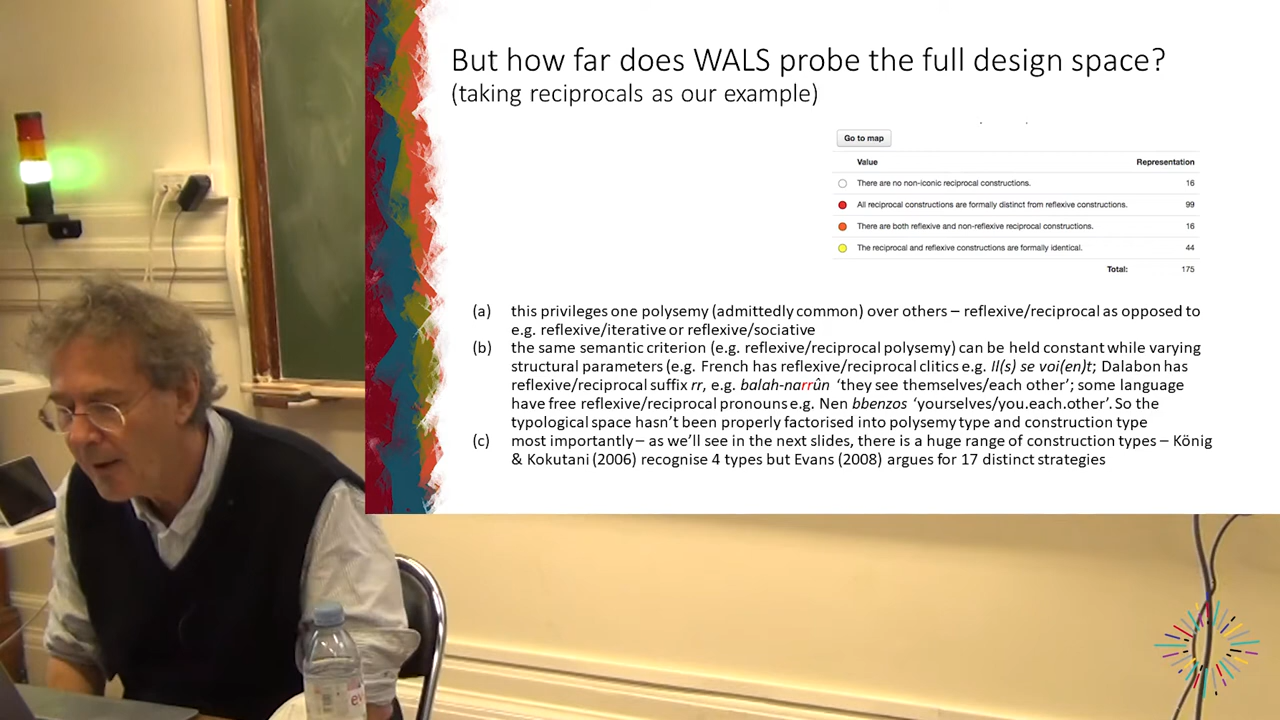 But how far does WALS probe the full design space?
(taking reciprocals as our example)
Go to map
Value Representation
There are no non-iconic reciprocal constructions. 16
All reciprocal constructions are formally distinct from reflexive constructions. 99
There are both reflexive and non-reflexive reciprocal constructions. 16
The reciprocal and reflexive constructions are formally identical. 44
Total: 175
(a) this privileges one polysemy (admittedly common) over others – reflexive/reciprocal as opposed to
e.g. reflexive/iterative or reflexive/sociative
(b) the same semantic criterion (e.g. reflexive/reciprocal polysemy) can be held constant while varying
structural parameters (e.g. French has reflexive/reciprocal clitics e.g. Il(s) se voi(en)t; Dalabon has
reflexive/reciprocal suffix rr, e.g. balah-narrûn ‘they see themselves/each other’; some language
have free reflexive/reciprocal pronouns e.g. Nen bbenzos ‘yourselves/you.each.other’. So the
typological space hasn’t been properly factorised into polysemy type and construction type
(c) most importantly – as we’ll see in the next slides, there is a huge range of construction types – König
& Kokutani (2006) recognise 4 types but Evans (2008) argues for 17 distinct strategies